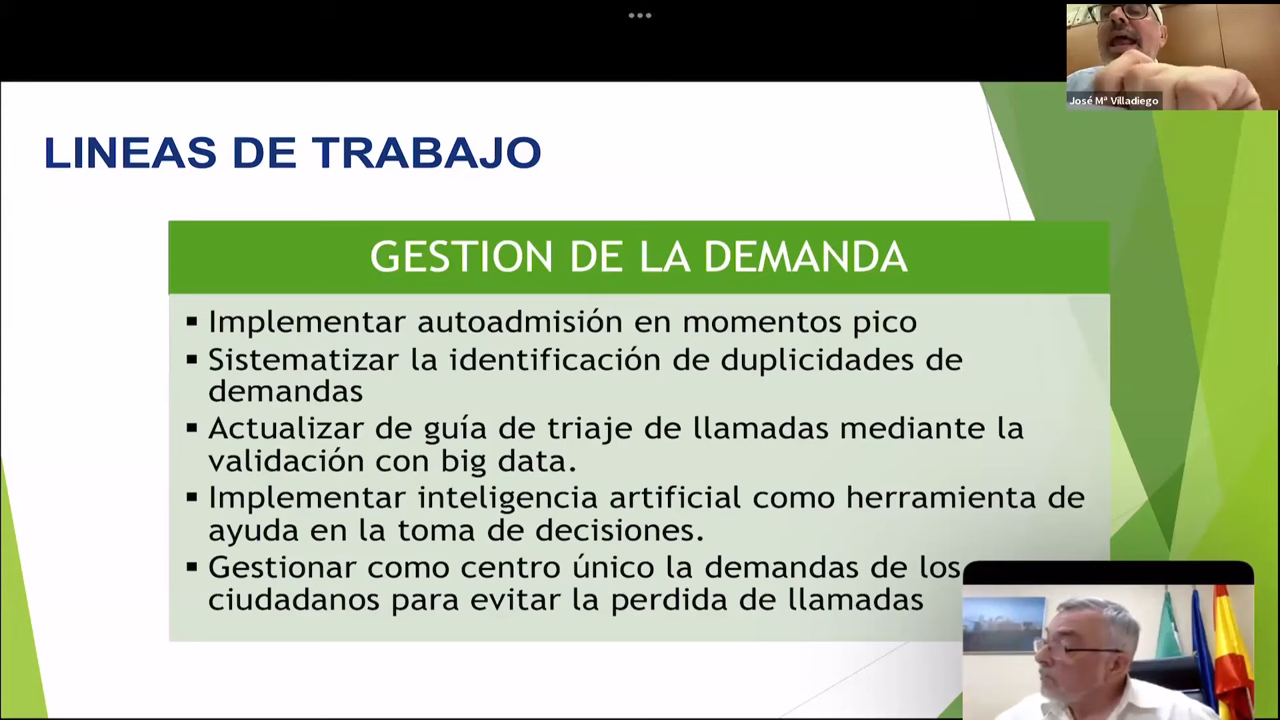 José Mª Villadiego
LINEAS DE TRABAJO
GESTION DE LA DEMANDA
▪ Implementar autoadmisión en momentos pico
▪ Sistematizar la identificación de duplicidades de
demandas
▪ Actualizar de guía de triaje de llamadas mediante la
validación con big data.
▪ Implementar inteligencia artificial como herramienta de
ayuda en la toma de decisiones.
▪ Gestionar como centro único la demandas de los
ciudadanos para evitar la perdida de llamadas